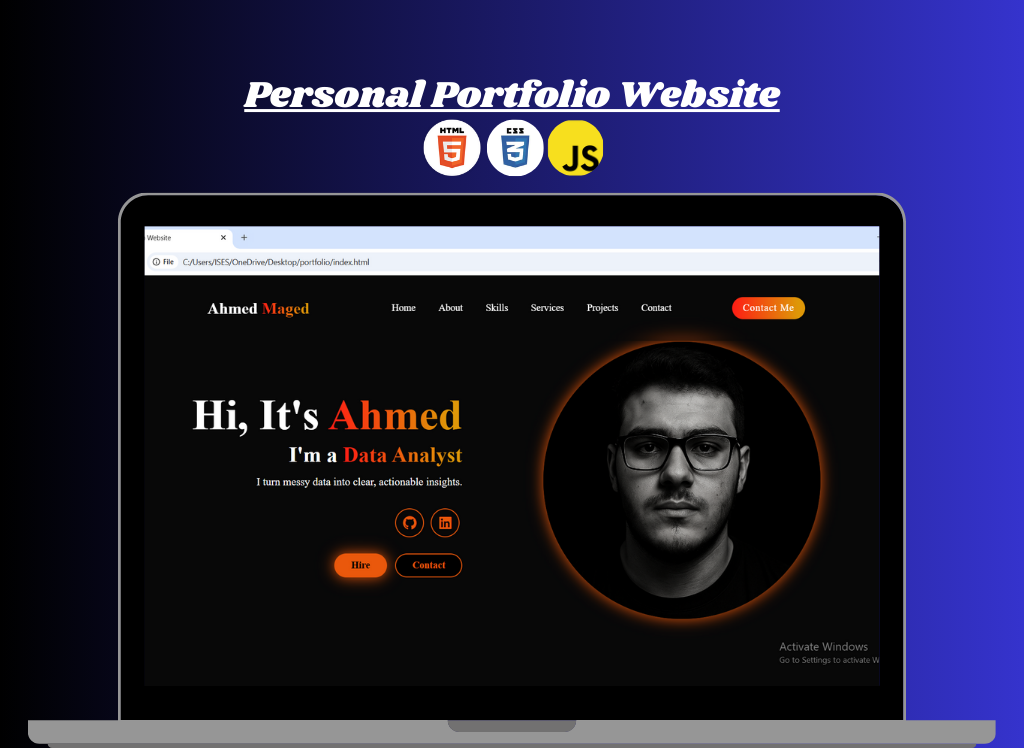 Personal Portfolio Website
HTML CSS JS
5 3
Website
File C:/Users/ISES/OneDrive/Desktop/portfolio/index.html
Ahmed Maged Home About Skills Services Projects Contact Contact Me
Hi, It's Ahmed
I'm a Data Analyst
I turn messy data into clear, actionable insights.
in
Hire Contact
Activate Windows
Go to Settings to activate W